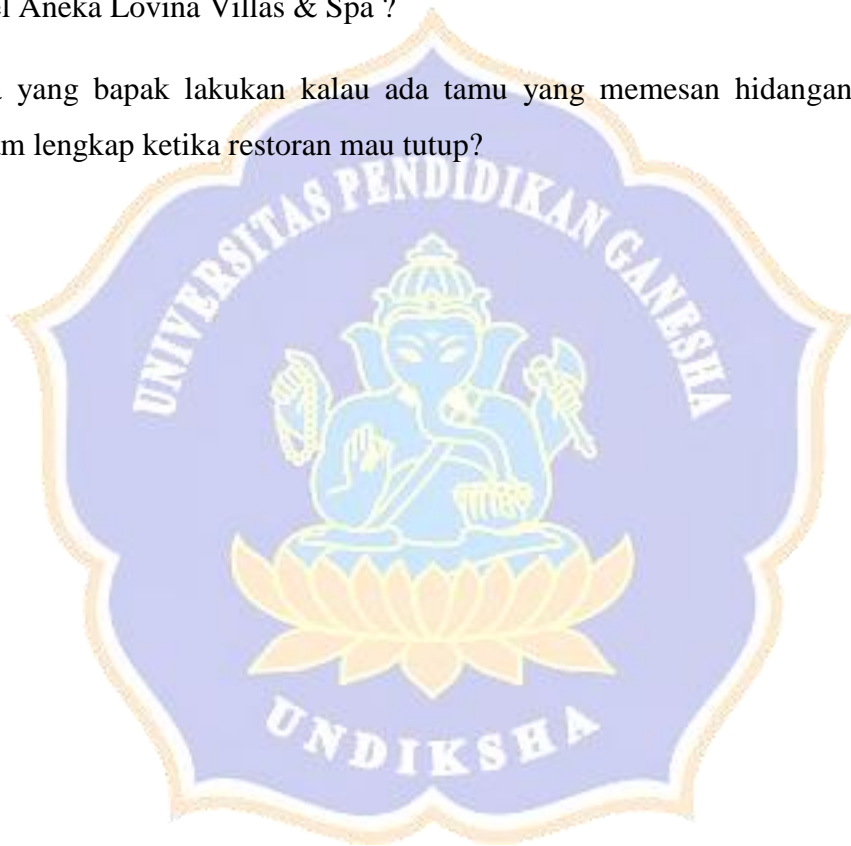 Aneka Lovina Villas & Spa ?
yang bapak lakukan kalau ada tamu yang memesan hidangan
lengkap ketika restoran mau tutup?
UNIVERSITAS PENDIDIKAN GANESHA
UNDIKSHA